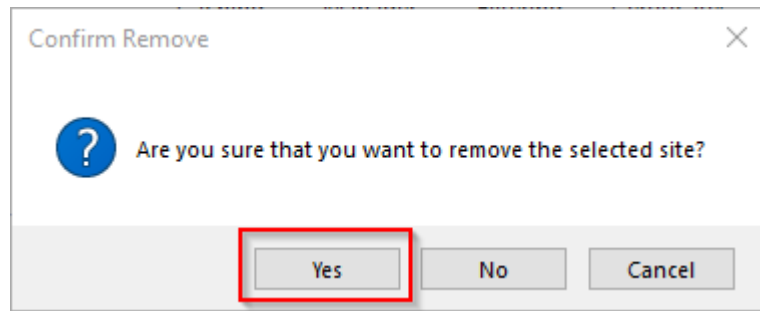 Confirm Remove
?
Are you sure that you want to remove the selected site?
Yes No Cancel